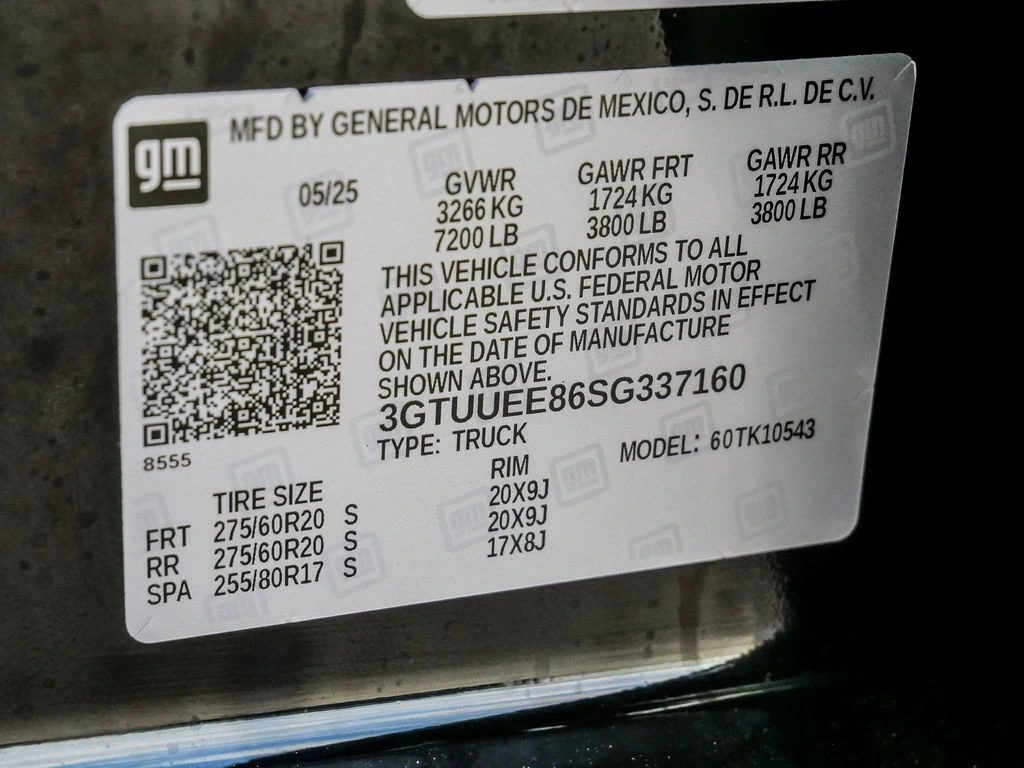 gm
MFD BY GENERAL MOTORS DE MEXICO, S. DE R.L. DE C.V.
05/25
GVWR
3266 KG
7200 LB
GAWR FRT
1724 KG
3800 LB
GAWR RR
1724 KG
3800 LB
THIS VEHICLE CONFORMS TO ALL
APPLICABLE U.S. FEDERAL MOTOR
VEHICLE SAFETY STANDARDS IN EFFECT
ON THE DATE OF MANUFACTURE
SHOWN ABOVE.
3GTUUEE86SG337160
TYPE: TRUCK
MODEL: 60TK10543
8555
TIRE SIZE RIM
FRT 275/60R20 S 20X9J
RR 275/60R20 S 20X9J
SPA 255/80R17 S 17X8J